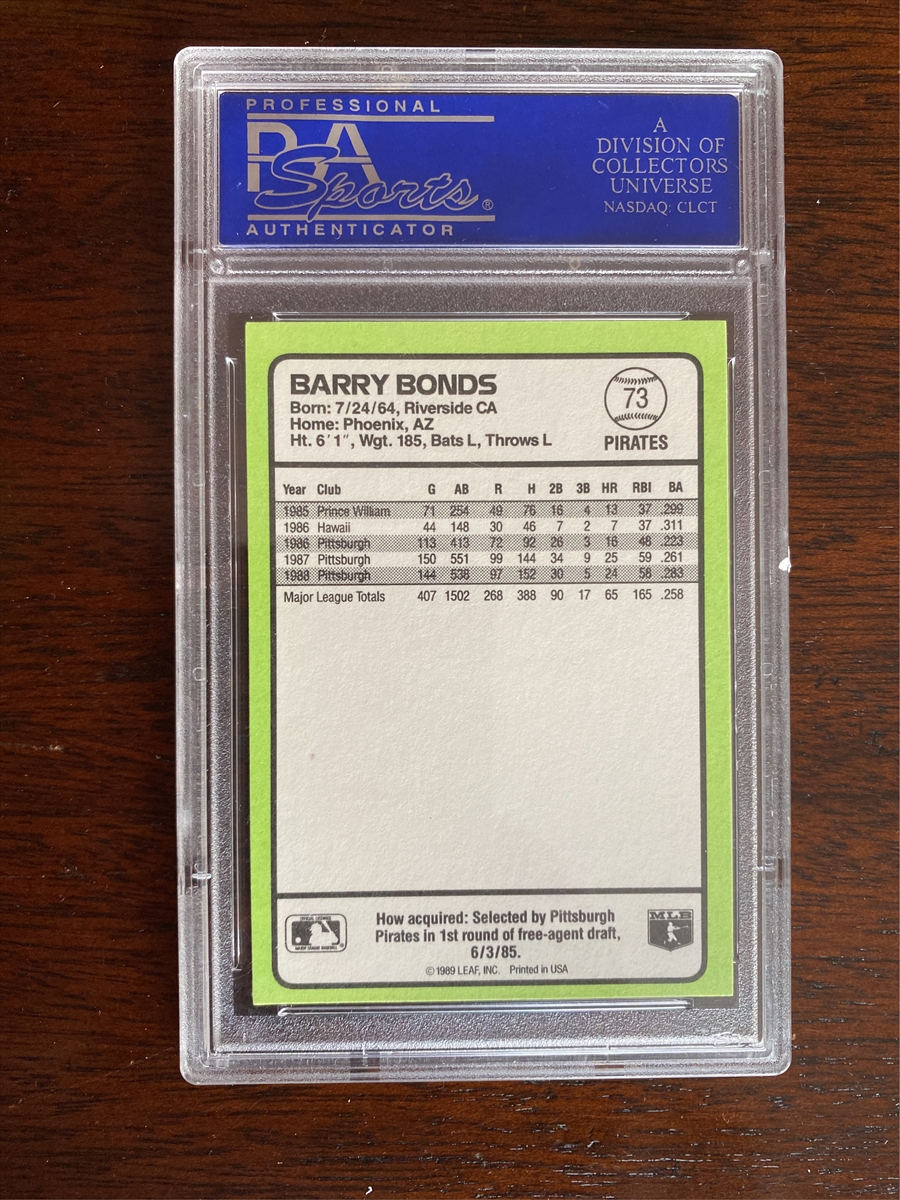 PROFESSIONAL
PSA
Sports®
AUTHENTICATOR
A
DIVISION OF
COLLECTORS
UNIVERSE
NASDAQ: CLCT
BARRY BONDS
Born: 7/24/64, Riverside CA
Home: Phoenix, AZ
Ht. 6'1", Wgt. 185, Bats L, Throws L
73
PIRATES
Year Club G AB R H 2B 3B HR RBI BA
1985 Prince William 71 254 49 76 16 4 13 37 .299
1986 Hawaii 44 148 30 46 7 2 7 37 .311
1986 Pittsburgh 113 413 72 92 26 3 16 48 .223
1987 Pittsburgh 150 551 99 144 34 9 25 59 .261
1988 Pittsburgh 144 538 97 152 30 5 24 58 .283
Major League Totals 407 1502 268 388 90 17 65 165 .258
OFFICIAL LICENSEE
MAJOR LEAGUE BASEBALL
How acquired: Selected by Pittsburgh
Pirates in 1st round of free-agent draft,
6/3/85.
MLB
©1989 LEAF, INC. Printed in USA